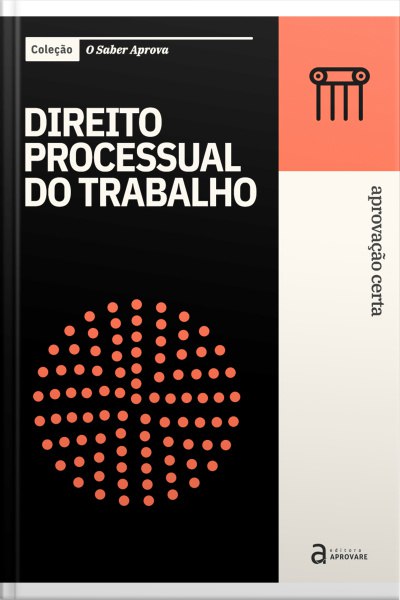 Coleção O Saber Aprova
DIREITO
PROCESSUAL
DO TRABALHO
aprovação certa
a editora
APROVARE